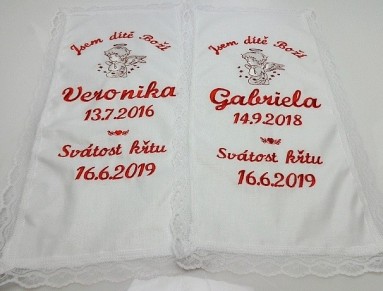 Jsem dítě Boží
Veronika
13.7.2016
Svátost křtu
16.6.2019
Jsem dítě Boží
Gabriela
14.9.2018
Svátost křtu
16.6.2019